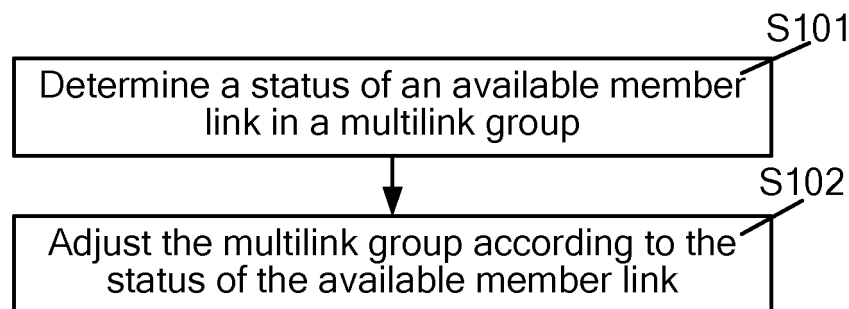 S101
Determine a status of an available member
link in a multilink group
S102
Adjust the multilink group according to the
status of the available member link